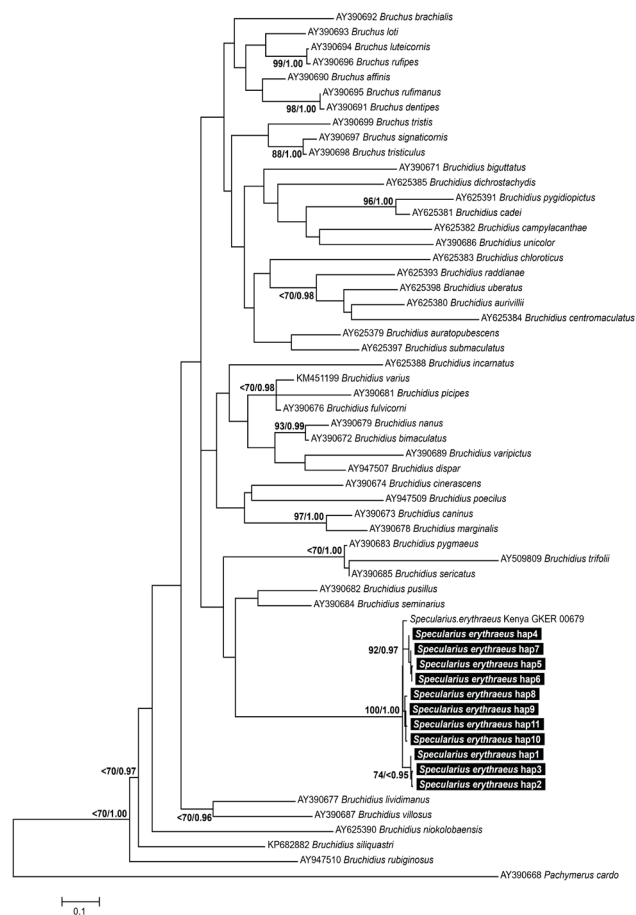 AY390692 Bruchus brachialis
AY390693 Bruchus loti
AY390694 Bruchus luteicornis
99/1.00
AY390696 Bruchus rufipes
AY390690 Bruchus affinis
AY390695 Bruchus rufimanus
98/1.00
AY390691 Bruchus dentipes
AY390699 Bruchus tristis
AY390697 Bruchus signaticornis
88/1.00
AY390698 Bruchus tristiculus
AY390671 Bruchidius biguttatus
AY625385 Bruchidius dichrostachydis
96/1.00
AY625391 Bruchidius pygidiopictus
AY625381 Bruchidius cadei
AY625382 Bruchidius campylacanthae
AY390686 Bruchidius unicolor
AY625383 Bruchidius chloroticus
AY625393 Bruchidius raddianae
<70/0.98
AY625398 Bruchidius uberatus
AY625380 Bruchidius aurivillii
AY625384 Bruchidius centromaculatus
AY625379 Bruchidius auratopubescens
AY625397 Bruchidius submaculatus
AY625388 Bruchidius incarnatus
KM451199 Bruchidius varius
<70/0.98
AY390681 Bruchidius picipes
AY390676 Bruchidius fulvicorni
AY390679 Bruchidius nanus
93/0.99
AY390672 Bruchidius bimaculatus
AY390689 Bruchidius varipictus
AY947507 Bruchidius dispar
AY390674 Bruchidius cinerascens
AY947509 Bruchidius poecilus
97/1.00
AY390673 Bruchidius caninus
AY390678 Bruchidius marginalis
AY390683 Bruchidius pygmaeus
<70/1.00
AY509809 Bruchidius trifolii
AY390685 Bruchidius sericatus
AY390682 Bruchidius pusillus
AY390684 Bruchidius seminarius
Specularius.erythraeus Kenya GKER 00679
Specularius erythraeus hap4
92/0.97
Specularius erythraeus hap7
Specularius erythraeus hap5
Specularius erythraeus hap6
Specularius erythraeus hap8
100/1.00
Specularius erythraeus hap9
Specularius erythraeus hap11
Specularius erythraeus hap10
Specularius erythraeus hap1
74/<0.95
Specularius erythraeus hap3
Specularius erythraeus hap2
<70/0.97
AY390677 Bruchidius lividimanus
<70/0.96
AY390687 Bruchidius villosus
<70/1.00
AY625390 Bruchidius niokolobaensis
KP682882 Bruchidius siliquastri
AY947510 Bruchidius rubiginosus
AY390668 Pachymerus cardo
0.1